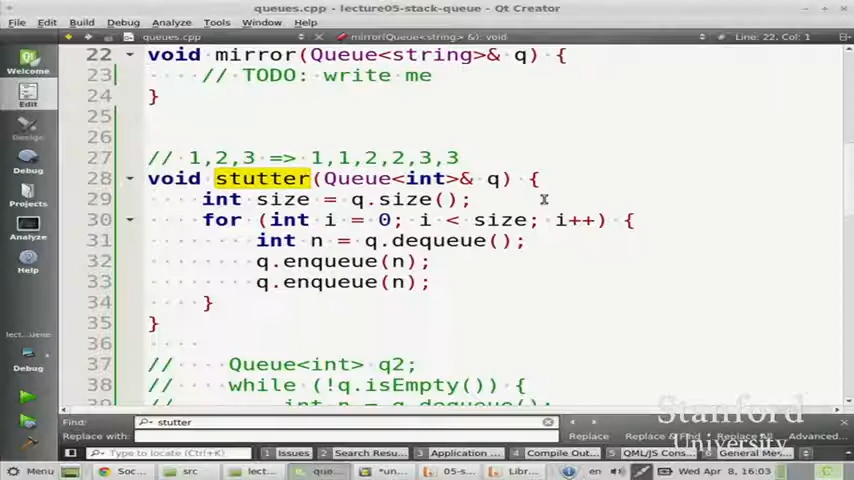 queues.cpp - lecture05-stack-queue - Qt Creator
File Edit Build Debug Analyze Tools Window Help
queues.cpp mirror(Queue<string> &): void Line: 22, Col: 1
22 void mirror(Queue<string>& q) {
23 // TODO: write me
24 }
25
26
27 // 1,2,3 => 1,1,2,2,3,3
28 void stutter(Queue<int>& q) {
29 int size = q.size();
30 for (int i = 0; i < size; i++) {
31 int n = q.dequeue();
32 q.enqueue(n);
33 q.enqueue(n);
34 }
35 }
36
37 // Queue<int> q2;
38 // while (!q.isEmpty()) {
39 // int n = q.dequeue();
Welcome
Edit
Design
Debug
Projects
Analyze
Help
Debug
Find: stutter
Replace with: Replace Replace & Find Replace All Advanced...
Type to locate (Ctrl+K) 1 Issues 2 Search Resu... 3 Application ... 4 Compile Out... 5 QML/JS Cons... 6 General Mes...
Menu Soc... src lect... que... *un... 05-s... Libr... en Wed Apr 8, 16:03
Stanford
University